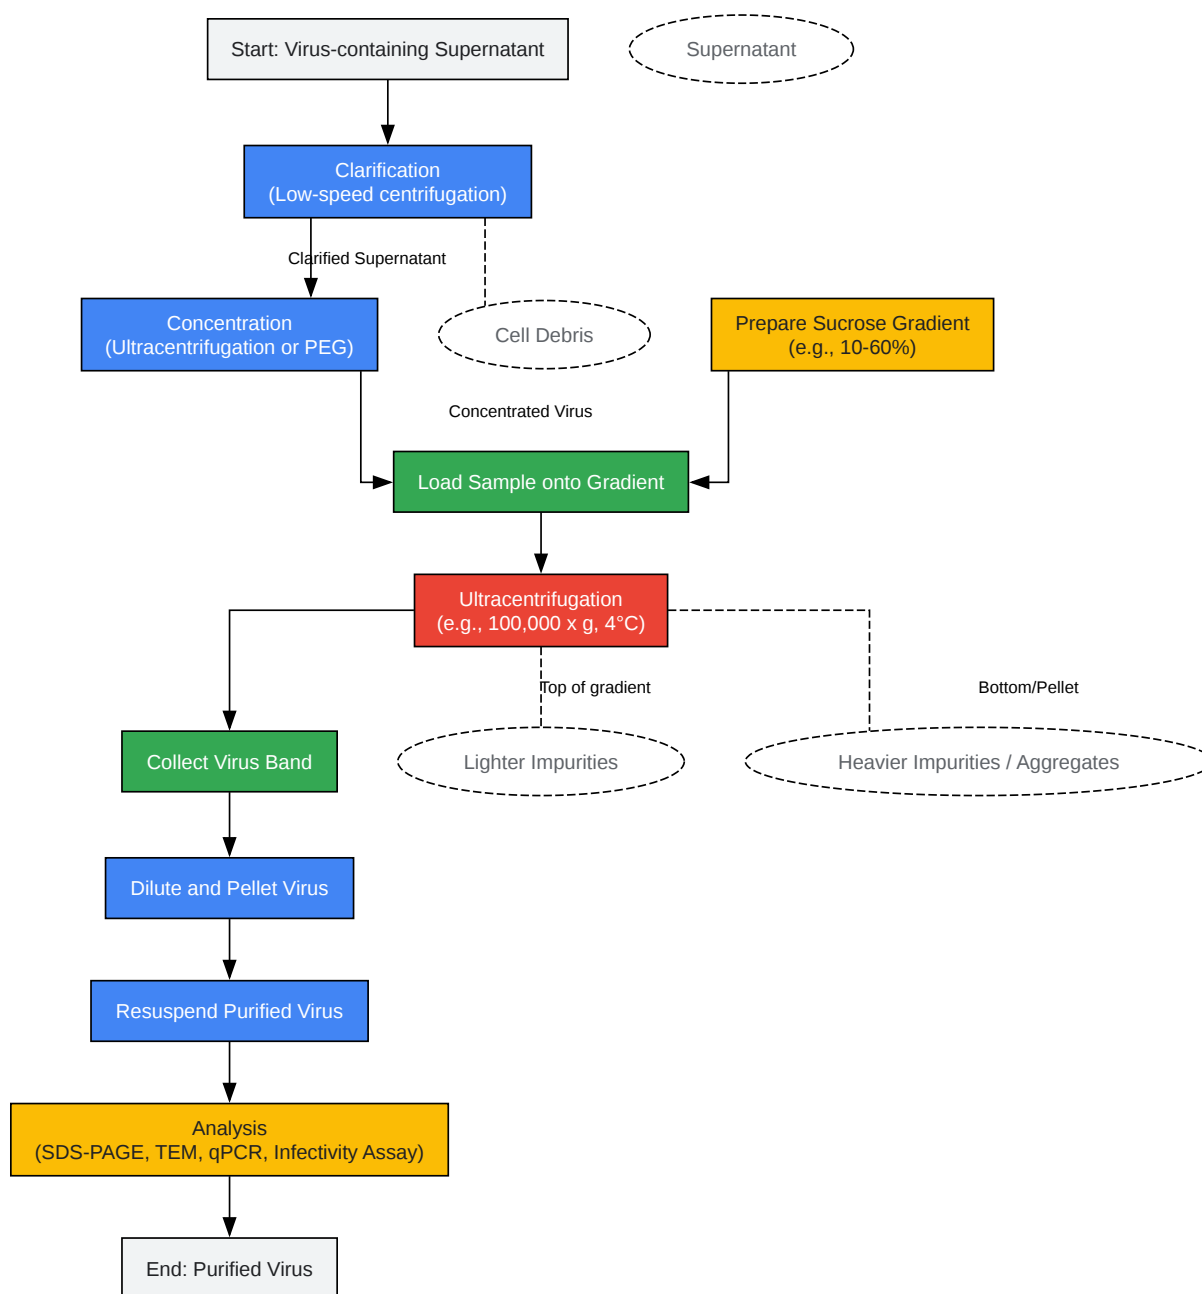 Start: Virus-containing Supernatant
Supernatant
Clarification
(Low-speed centrifugation)
Clarified Supernatant
Concentration
(Ultracentrifugation or PEG)
Cell Debris
Prepare Sucrose Gradient
(e.g., 10-60%)
Concentrated Virus
Load Sample onto Gradient
Ultracentrifugation
(e.g., 100,000 x g, 4°C)
Top of gradient
Bottom/Pellet
Collect Virus Band
Lighter Impurities
Heavier Impurities / Aggregates
Dilute and Pellet Virus
Resuspend Purified Virus
Analysis
(SDS-PAGE, TEM, qPCR, Infectivity Assay)
End: Purified Virus